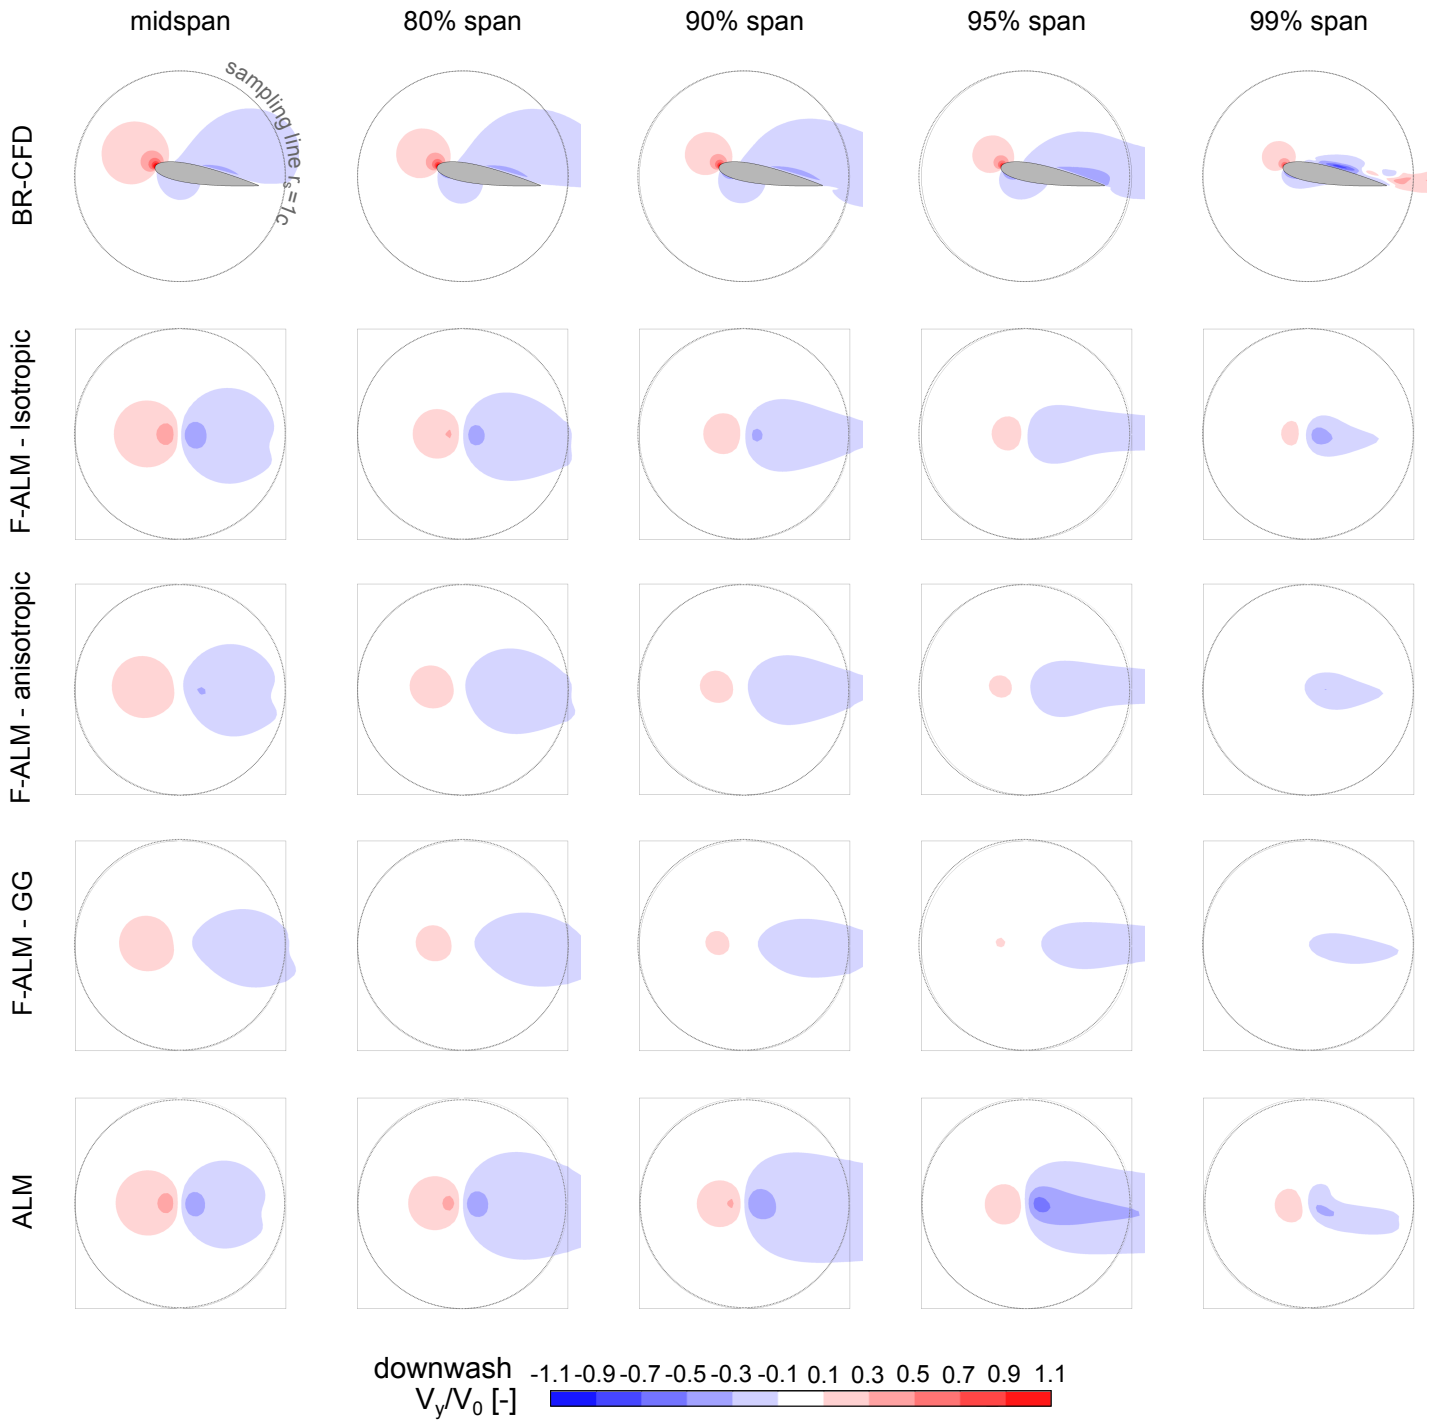 midspan 80% span 90% span 95% span 99% span
BR-CFD
sampling line rₛ=1c
F-ALM - Isotropic
F-ALM - anisotropic
F-ALM - GG
ALM
downwash -1.1 -0.9 -0.7 -0.5 -0.3 -0.1 0.1 0.3 0.5 0.7 0.9 1.1
V_y/V_0 [-]